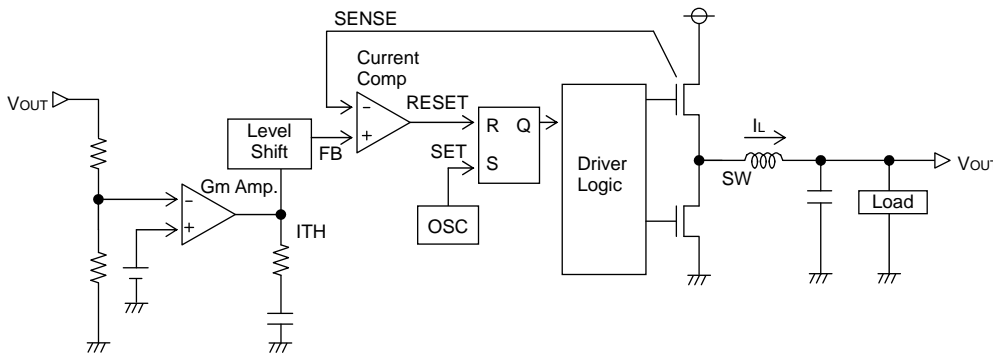 SENSE
Current
Comp
VOUT
−
+
RESET
Level
Shift
FB
R Q
S
SET
OSC
Driver
Logic
IL
SW
VOUT
Load
Gm Amp.
−
+
ITH